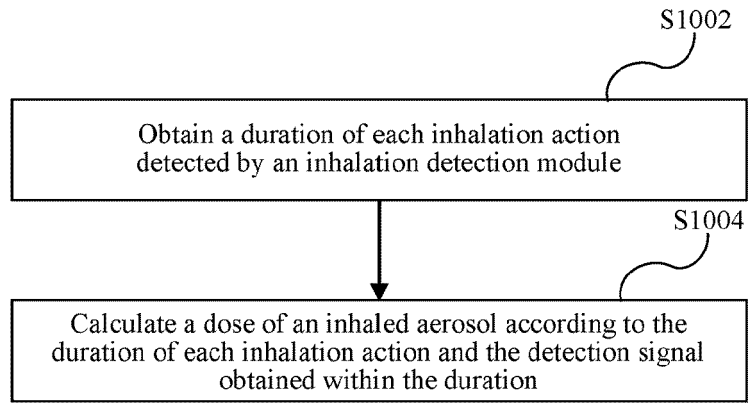 S1002
Obtain a duration of each inhalation action
detected by an inhalation detection module
S1004
Calculate a dose of an inhaled aerosol according to the
duration of each inhalation action and the detection signal
obtained within the duration